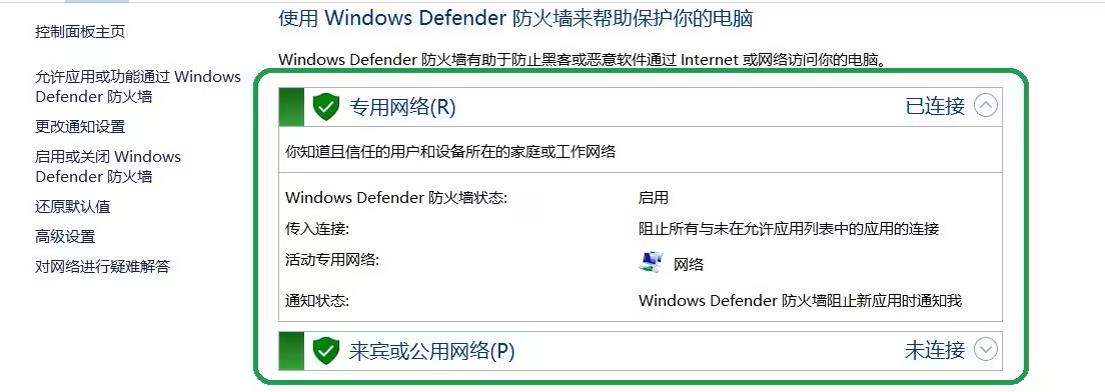 使用 Windows Defender 防火墙来帮助保护你的电脑
控制面板主页
Windows Defender 防火墙有助于防止黑客或恶意软件通过 Internet 或网络访问你的电脑。
允许应用或功能通过 Windows
Defender 防火墙
更改通知设置
启用或关闭 Windows
Defender 防火墙
还原默认值
高级设置
对网络进行疑难解答
专用网络(R) 已连接
你知道且信任的用户和设备所在的家庭或工作网络
Windows Defender 防火墙状态: 启用
传入连接: 阻止所有与未在允许应用列表中的应用的连接
活动专用网络: 网络
通知状态: Windows Defender 防火墙阻止新应用时通知我
来宾或公用网络(P) 未连接